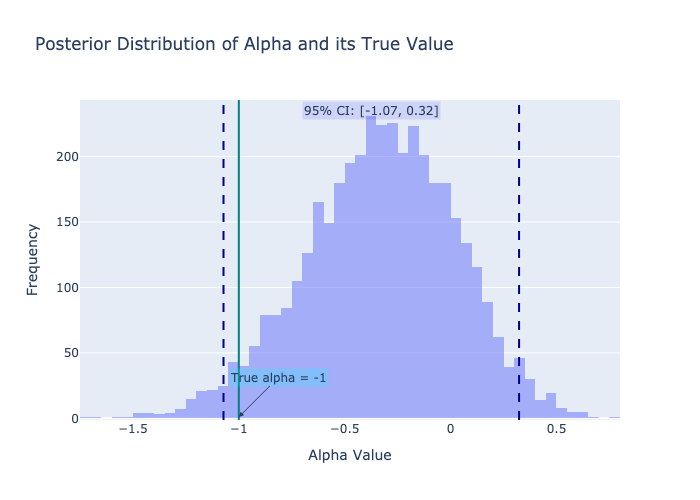 Posterior Distribution of Alpha and its True Value
95% CI: [-1.07, 0.32]
200
150
100
50
0
Frequency
True alpha = -1
−1.5
−1
−0.5
0
0.5
Alpha Value